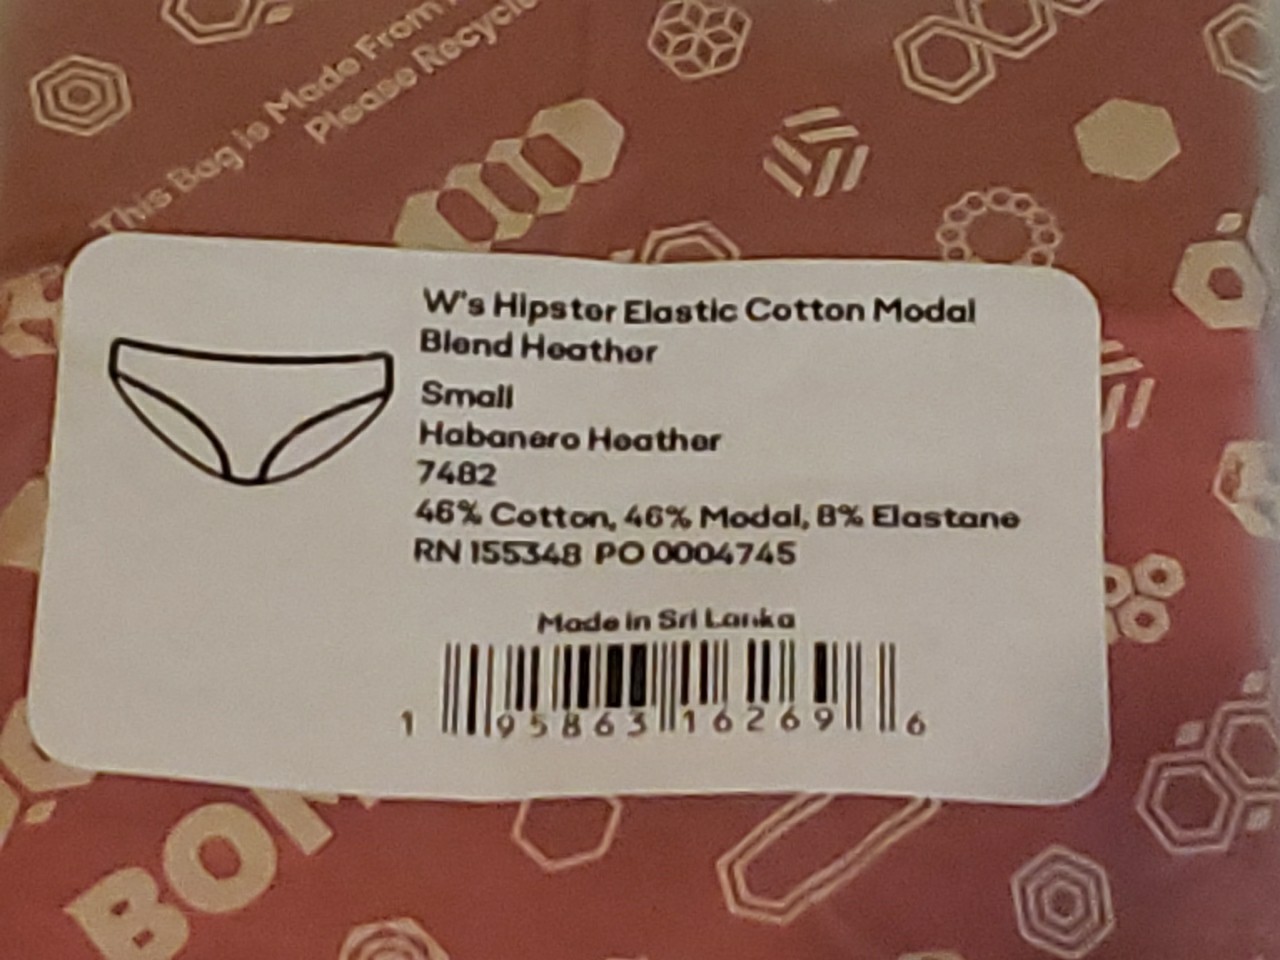 This Bag is Made From
Please Recycle
W's Hipster Elastic Cotton Modal
Blend Heather
Small
Habanero Heather
7482
46% Cotton, 46% Modal, 8% Elastane
RN 155348 PO 0004745
Made in Sri Lanka
1 95863 16269 6
BOM